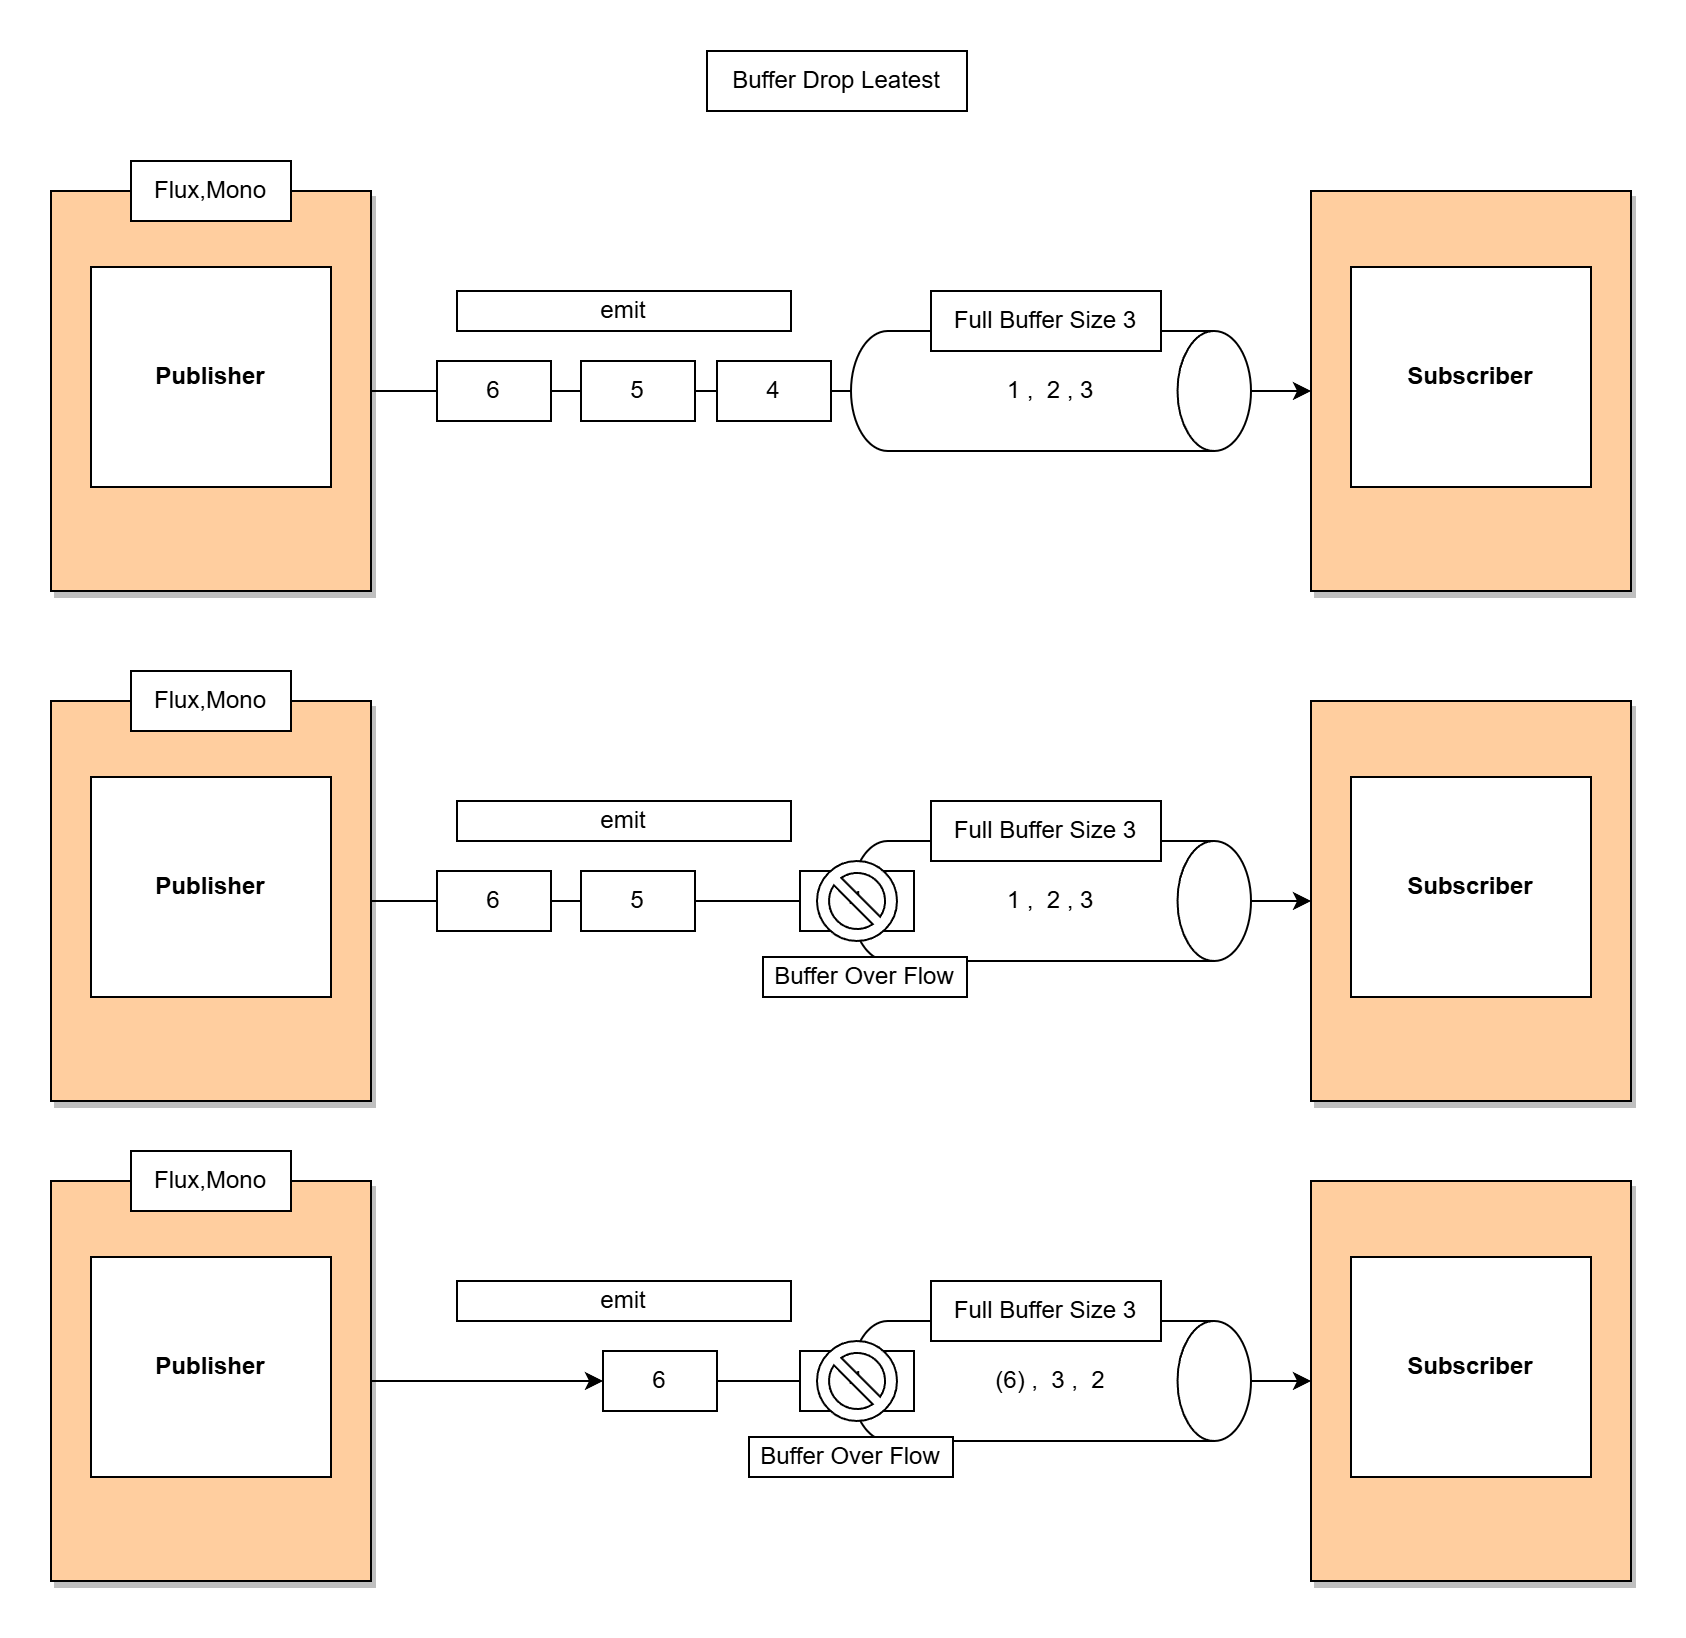 Buffer Drop Leatest
Flux,Mono
Publisher
emit
6
5
4
Full Buffer Size 3
1 ,  2 , 3
Subscriber
Flux,Mono
Publisher
emit
6
5
Full Buffer Size 3
1 ,  2 , 3
Buffer Over Flow
Subscriber
Flux,Mono
Publisher
emit
6
Full Buffer Size 3
(6) ,  3 ,  2
Buffer Over Flow
Subscriber